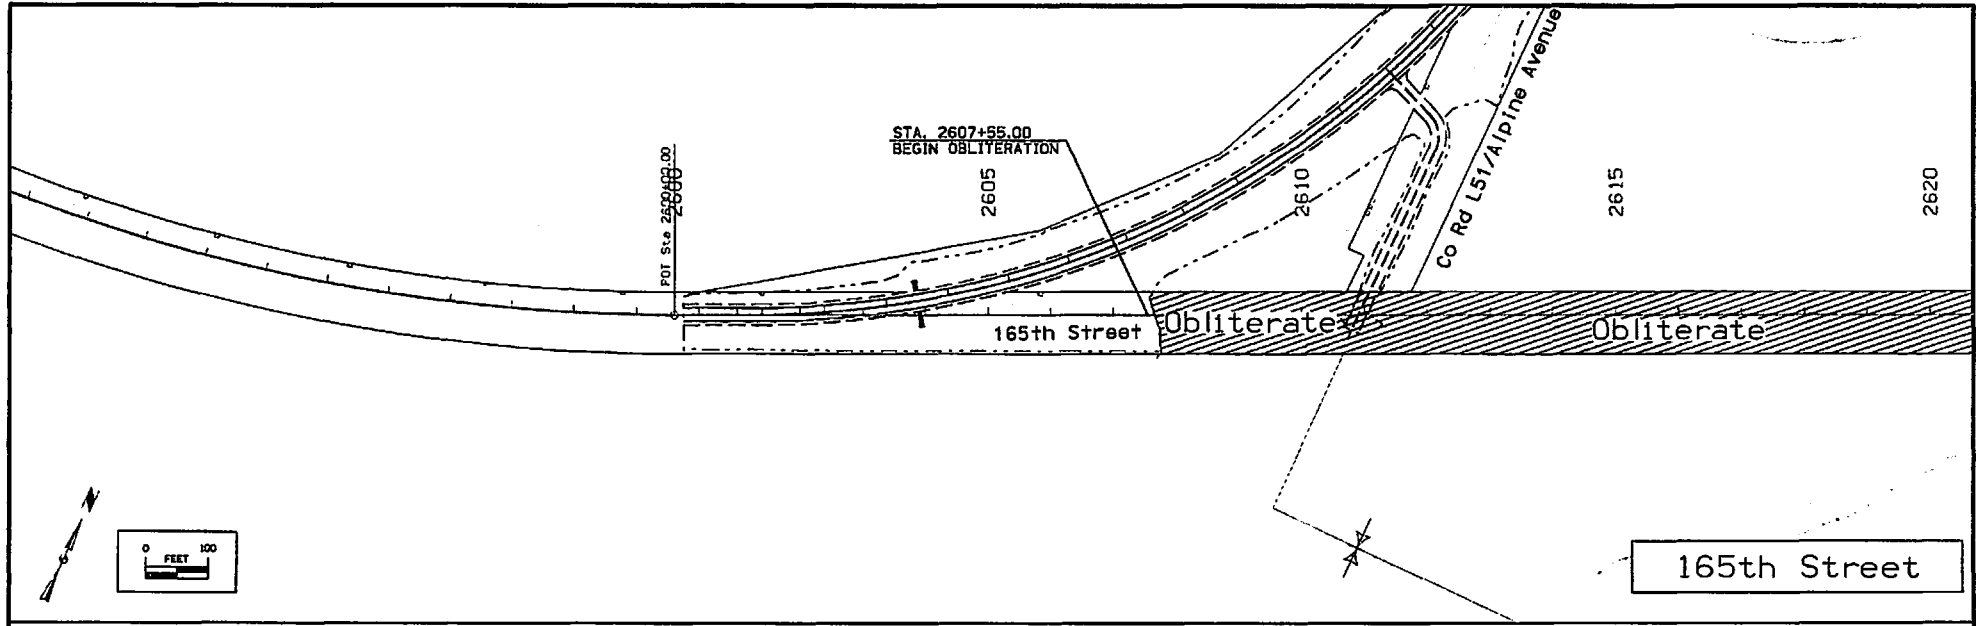 Co Rd L51/Alpine Avenue
STA. 2607+55.00
BEGIN OBLITERATION
POT Sta 2600+00.00
2600
2605
2610
2615
2620
165th Street
Obliterate
Obliterate
N
0 100
FEET
165th Street